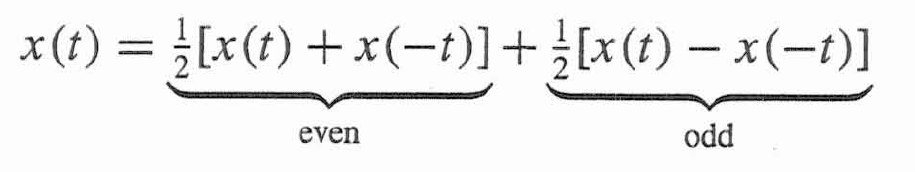 x(t) = ½[x(t) + x(−t)] + ½[x(t) − x(−t)]
even odd